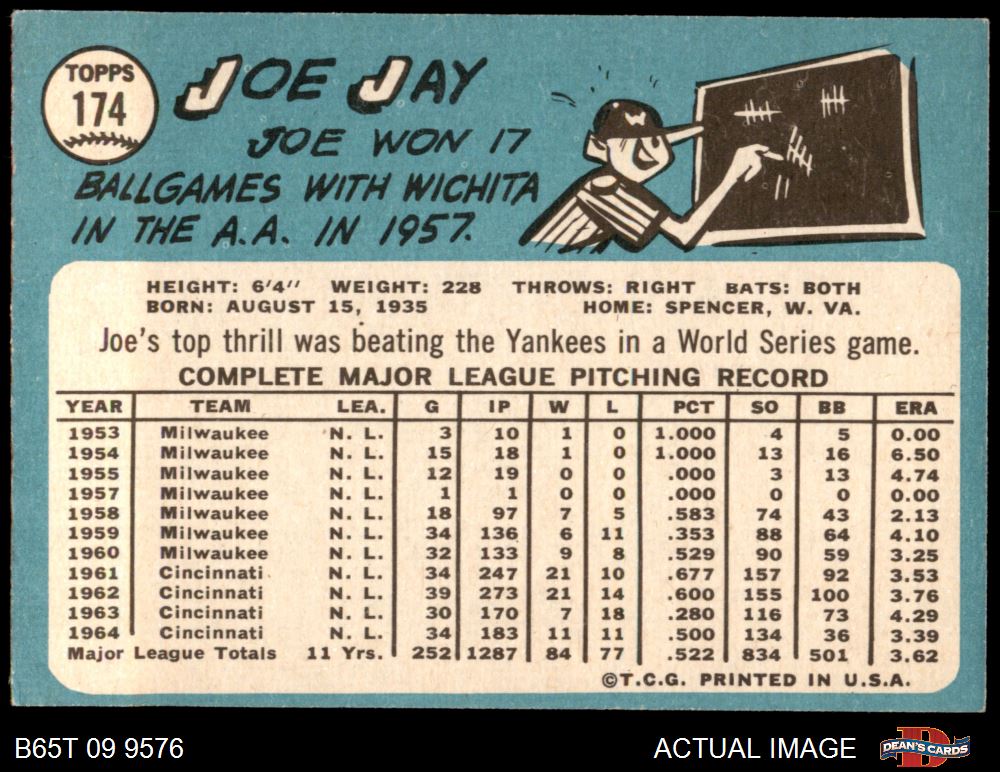 TOPPS
174
JOE JAY
JOE WON 17
BALLGAMES WITH WICHITA
IN THE A.A. IN 1957.
W
HEIGHT: 6'4" WEIGHT: 228 THROWS: RIGHT BATS: BOTH
BORN: AUGUST 15, 1935 HOME: SPENCER, W. VA.
Joe's top thrill was beating the Yankees in a World Series game.
COMPLETE MAJOR LEAGUE PITCHING RECORD
YEAR TEAM LEA. G IP W L PCT SO BB ERA
1953 Milwaukee N. L. 3 10 1 0 1.000 4 5 0.00
1954 Milwaukee N. L. 15 18 1 0 1.000 13 16 6.50
1955 Milwaukee N. L. 12 19 0 0 .000 3 13 4.74
1957 Milwaukee N. L. 1 1 0 0 .000 0 0 0.00
1958 Milwaukee N. L. 18 97 7 5 .583 74 43 2.13
1959 Milwaukee N. L. 34 136 6 11 .353 88 64 4.10
1960 Milwaukee N. L. 32 133 9 8 .529 90 59 3.25
1961 Cincinnati N. L. 34 247 21 10 .677 157 92 3.53
1962 Cincinnati N. L. 39 273 21 14 .600 155 100 3.76
1963 Cincinnati N. L. 30 170 7 18 .280 116 73 4.29
1964 Cincinnati N. L. 34 183 11 11 .500 134 36 3.39
Major League Totals 11 Yrs. 252 1287 84 77 .522 834 501 3.62
©T.C.G. PRINTED IN U.S.A.
B65T 09 9576 ACTUAL IMAGE D DEAN'S CARDS